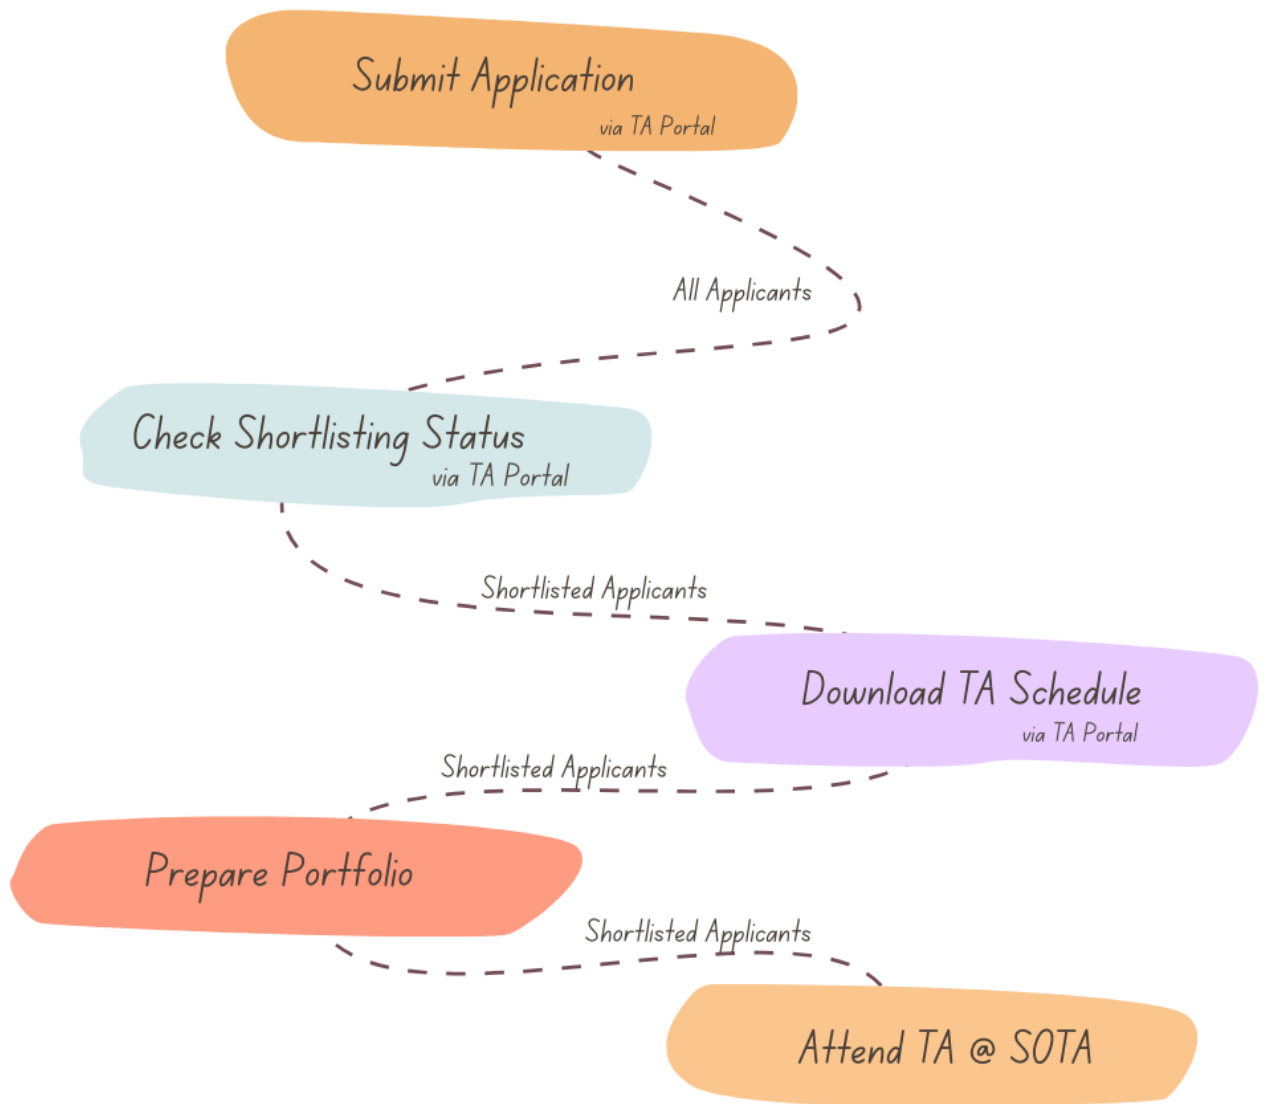 Submit Application
via TA Portal
All Applicants
Check Shortlisting Status
via TA Portal
Shortlisted Applicants
Download TA Schedule
via TA Portal
Shortlisted Applicants
Prepare Portfolio
Shortlisted Applicants
Attend TA @ SOTA